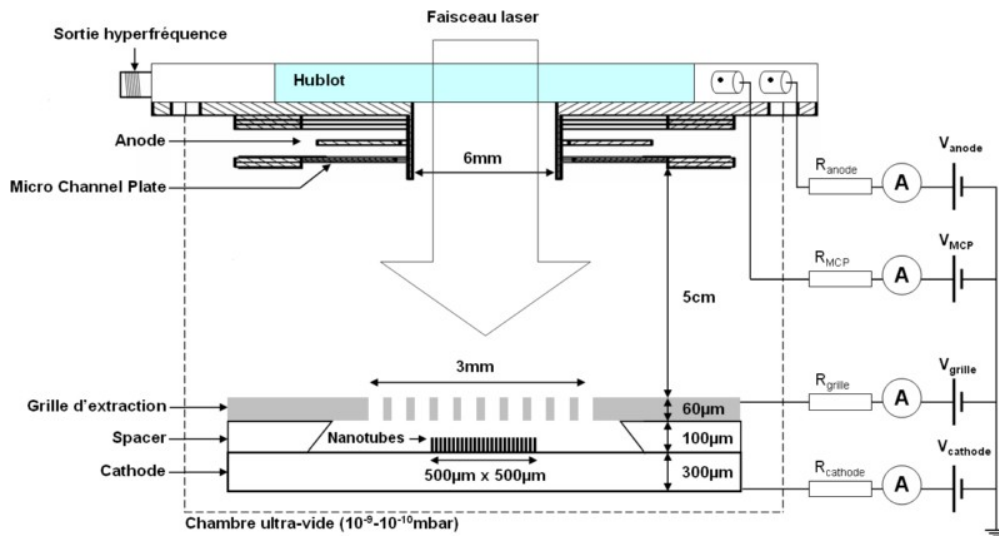 Faisceau laser
Sortie hyperfréquence
Hublot
Anode
6mm
Micro Channel Plate
V anode
R anode
A
V MCP
R MCP
A
5cm
3mm
V grille
R grille
A
Grille d'extraction
60µm
Spacer
Nanotubes
100µm
V cathode
Cathode
500µm x 500µm
300µm
R cathode
A
Chambre ultra-vide (10⁻⁹-10⁻¹⁰mbar)